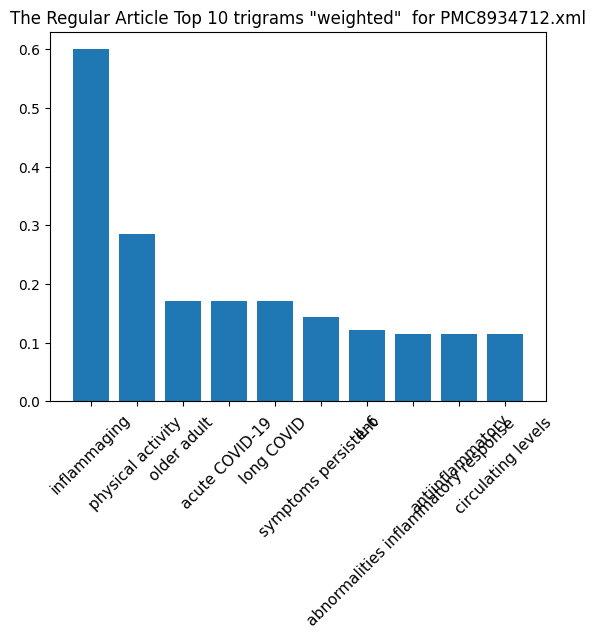 The Regular Article Top 10 trigrams "weighted"  for PMC8934712.xml
0.6
0.5
0.4
0.3
0.2
0.1
0.0
inflammaging
physical activity
older adult
acute COVID-19
long COVID
symptoms persistent
IL-6
abnormalities inflammatory response
antiinflammatory
circulating levels